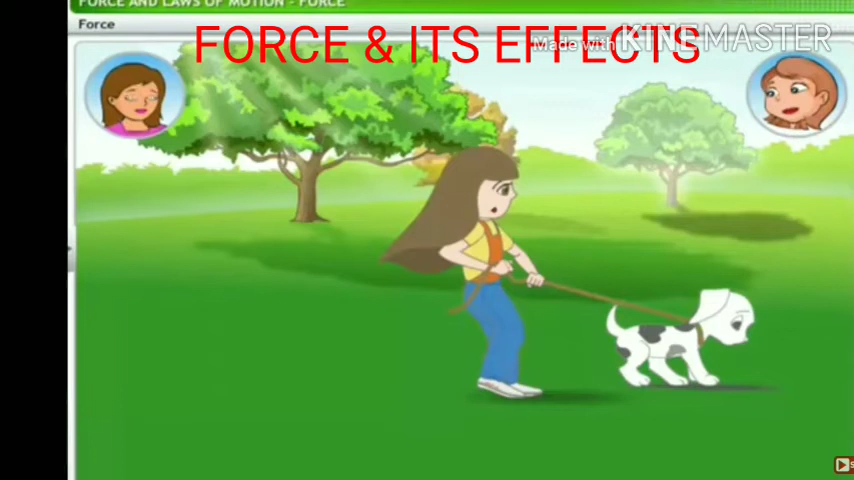 FORCE AND LAWS OF MOTION - FORCE
Force
FORCE & ITS EFFECTS
Made with KINEMASTER